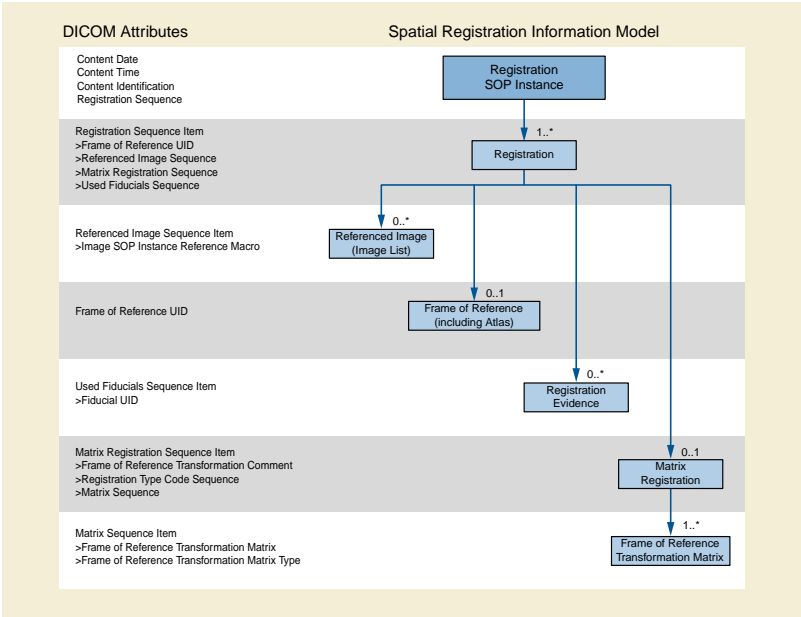 DICOM Attributes
Spatial Registration Information Model
Content Date
Content Time
Content Identification
Registration Sequence
Registration
SOP Instance
Registration Sequence Item
>Frame of Reference UID
>Referenced Image Sequence
>Matrix Registration Sequence
>Used Fiducials Sequence
1..*
Registration
Referenced Image Sequence Item
>Image SOP Instance Reference Macro
0..*
Referenced Image
(Image List)
Frame of Reference UID
0..1
Frame of Reference
(including Atlas)
Used Fiducials Sequence Item
>Fiducial UID
0..*
Registration
Evidence
Matrix Registration Sequence Item
>Frame of Reference Transformation Comment
>Registration Type Code Sequence
>Matrix Sequence
0..1
Matrix
Registration
Matrix Sequence Item
>Frame of Reference Transformation Matrix
>Frame of Reference Transformation Matrix Type
1..*
Frame of Reference
Transformation Matrix